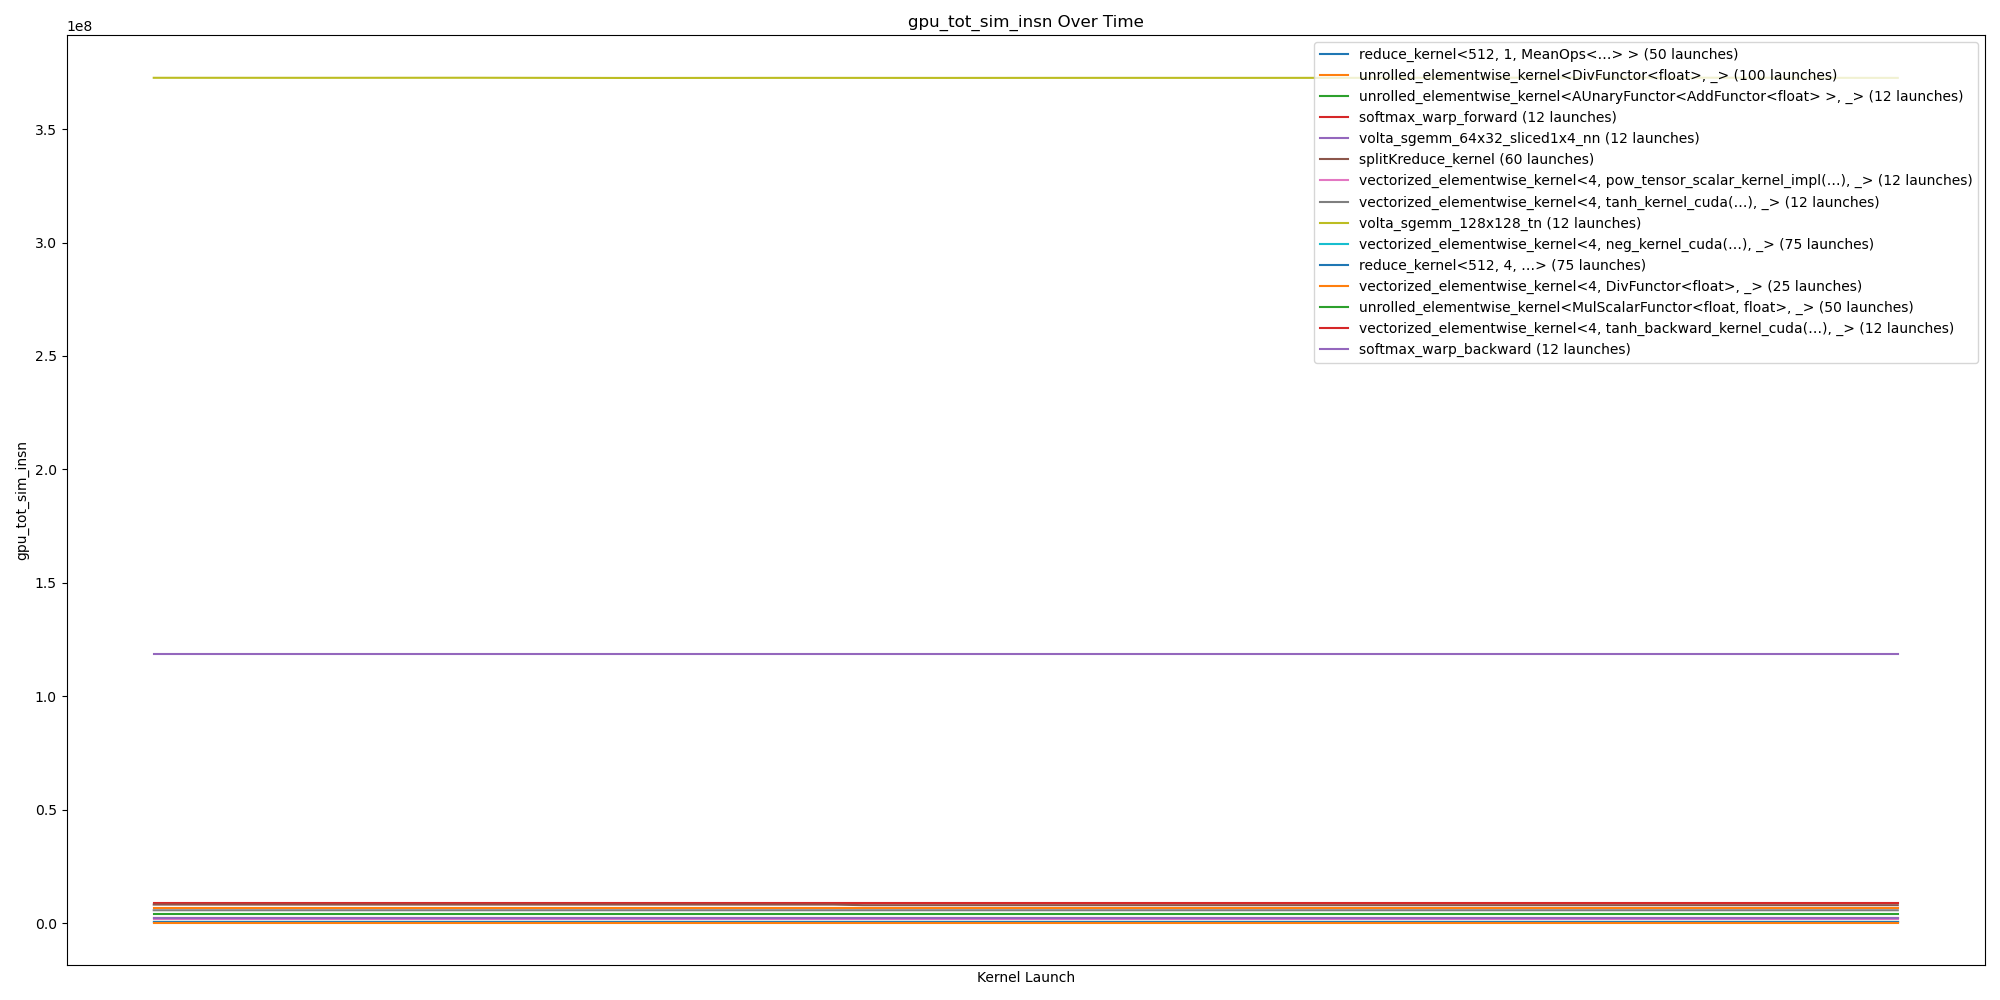 gpu_tot_sim_insn Over Time
1e8
reduce_kernel<512, 1, MeanOps<...> > (50 launches)
unrolled_elementwise_kernel<DivFunctor<float>, _> (100 launches)
unrolled_elementwise_kernel<AUnaryFunctor<AddFunctor<float> >, _> (12 launches)
softmax_warp_forward (12 launches)
volta_sgemm_64x32_sliced1x4_nn (12 launches)
splitKreduce_kernel (60 launches)
vectorized_elementwise_kernel<4, pow_tensor_scalar_kernel_impl(...), _> (12 launches)
vectorized_elementwise_kernel<4, tanh_kernel_cuda(...), _> (12 launches)
volta_sgemm_128x128_tn (12 launches)
vectorized_elementwise_kernel<4, neg_kernel_cuda(...), _> (75 launches)
reduce_kernel<512, 4, ...> (75 launches)
vectorized_elementwise_kernel<4, DivFunctor<float>, _> (25 launches)
unrolled_elementwise_kernel<MulScalarFunctor<float, float>, _> (50 launches)
vectorized_elementwise_kernel<4, tanh_backward_kernel_cuda(...), _> (12 launches)
softmax_warp_backward (12 launches)
3.5
3.0
2.5
2.0
1.5
1.0
0.5
0.0
gpu_tot_sim_insn
Kernel Launch